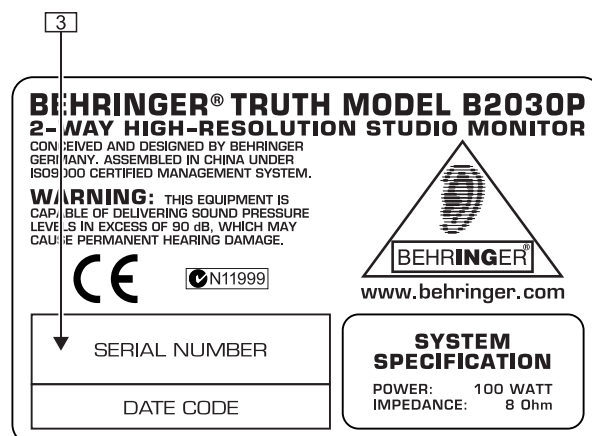 3
BEHRINGER® TRUTH MODEL B2030P
2-WAY HIGH-RESOLUTION STUDIO MONITOR
CONCEIVED AND DESIGNED BY BEHRINGER
GERMANY. ASSEMBLED IN CHINA UNDER
ISO9000 CERTIFIED MANAGEMENT SYSTEM.
WARNING: THIS EQUIPMENT IS
CAPABLE OF DELIVERING SOUND PRESSURE
LEVELS IN EXCESS OF 90 dB, WHICH MAY
CAUSE PERMANENT HEARING DAMAGE.
CE
N11999
BEHRINGER®
www.behringer.com
SERIAL NUMBER
DATE CODE
SYSTEM
SPECIFICATION
POWER: 100 WATT
IMPEDANCE: 8 Ohm